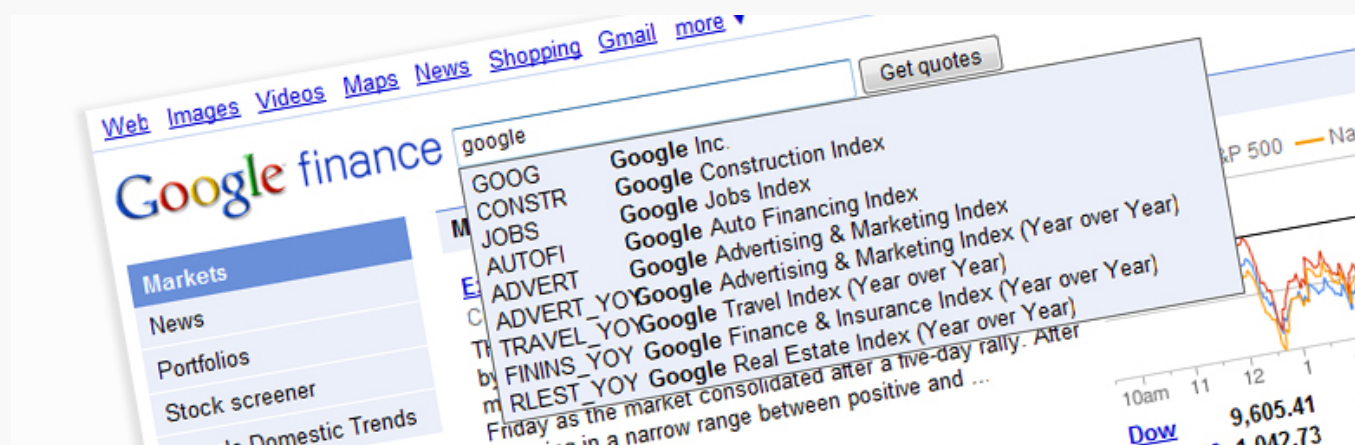 Web Images Videos Maps News Shopping Gmail more
Google finance
google
Get quotes
GOOG Google Inc.
CONSTR Google Construction Index
JOBS Google Jobs Index
AUTOFI Google Auto Financing Index
ADVERT Google Advertising & Marketing Index
ADVERT_YOY Google Advertising & Marketing Index (Year over Year)
TRAVEL_YOY Google Travel Index (Year over Year)
FININS_YOY Google Finance & Insurance Index (Year over Year)
RLEST_YOY Google Real Estate Index (Year over Year)
Markets
News
Portfolios
Stock screener
Domestic Trends
Friday as the market consolidated after a five-day rally. After
in a narrow range between positive and ...
500
10am 11 12 1
Dow 9,605.41
1,042.73